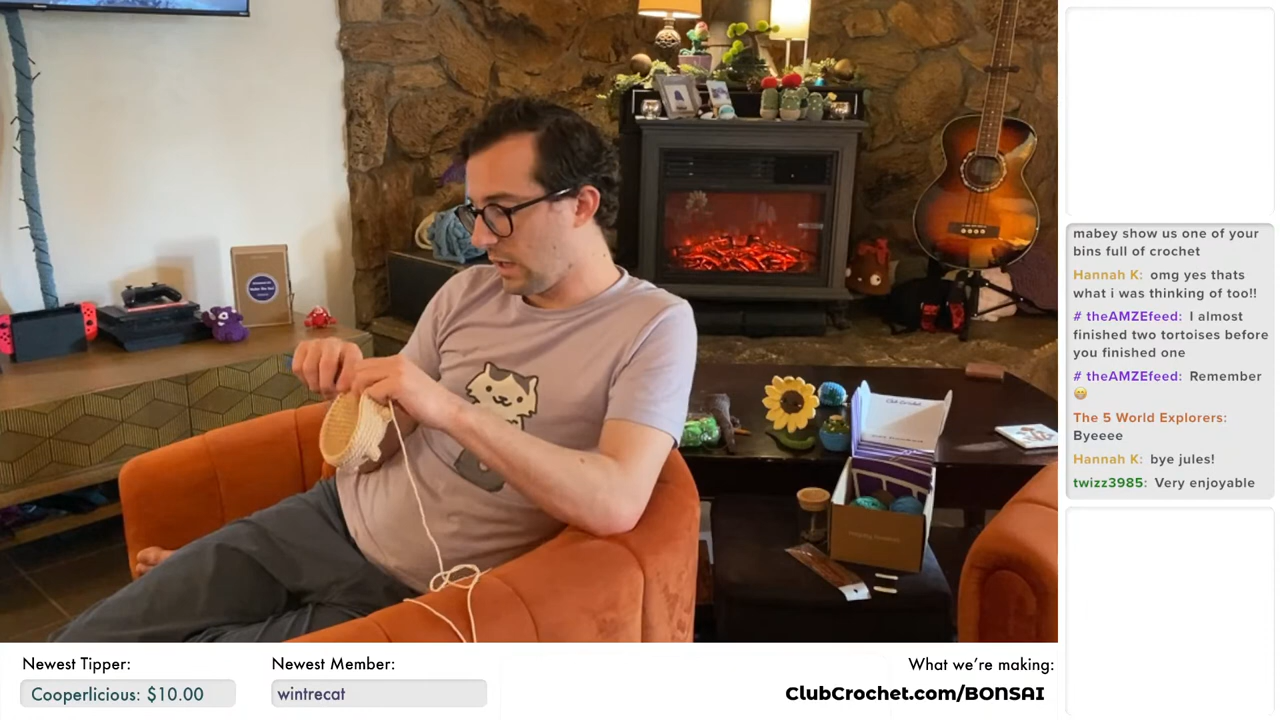 mabey show us one of your
bins full of crochet
Hannah K: omg yes thats
what i was thinking of too!!
# theAMZEfeed: I almost
finished two tortoises before
you finished one
# theAMZEfeed: Remember
😀
The 5 World Explorers:
Byeeee
Hannah K: bye jules!
twizz3985: Very enjoyable
Newest Tipper:
Cooperlicious: $10.00
Newest Member:
wintrecat
What we're making:
ClubCrochet.com/BONSAI